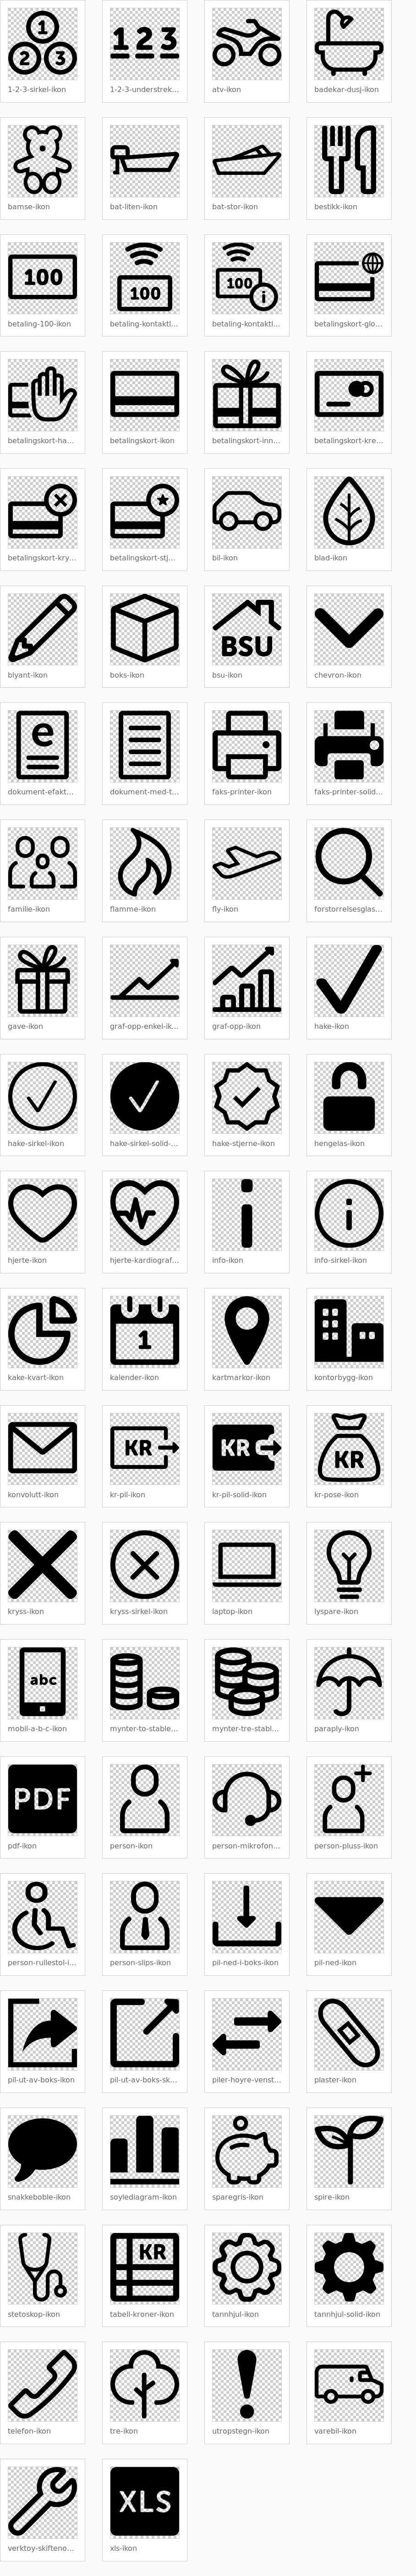 1 2 3
1 2 3
1-2-3-sirkel-ikon 1-2-3-understrek... atv-ikon badekar-dusj-ikon
bamse-ikon bat-liten-ikon bat-stor-ikon bestikk-ikon
100 100 100 i
betaling-100-ikon betaling-kontaktl... betaling-kontaktl... betalingskort-glo...
betalingskort-ha... betalingskort-ikon betalingskort-inn... betalingskort-kre...
betalingskort-kry... betalingskort-stj... bil-ikon blad-ikon
BSU
blyant-ikon boks-ikon bsu-ikon chevron-ikon
e
dokument-efakt... dokument-med-t... faks-printer-ikon faks-printer-solid...
familie-ikon flamme-ikon fly-ikon forstorrelsesglas...
gave-ikon graf-opp-enkel-ik... graf-opp-ikon hake-ikon
hake-sirkel-ikon hake-sirkel-solid-... hake-stjerne-ikon hengelas-ikon
i i
hjerte-ikon hjerte-kardiograf... info-ikon info-sirkel-ikon
1
kake-kvart-ikon kalender-ikon kartmarkor-ikon kontorbygg-ikon
KR KR KR
konvolutt-ikon kr-pil-ikon kr-pil-solid-ikon kr-pose-ikon
kryss-ikon kryss-sirkel-ikon laptop-ikon lyspare-ikon
abc
mobil-a-b-c-ikon mynter-to-stable... mynter-tre-stabl... paraply-ikon
PDF
pdf-ikon person-ikon person-mikrofon... person-pluss-ikon
person-rullestol-i... person-slips-ikon pil-ned-i-boks-ikon pil-ned-ikon
pil-ut-av-boks-ikon pil-ut-av-boks-sk... piler-hoyre-venst... plaster-ikon
snakkeboble-ikon soylediagram-ikon sparegris-ikon spire-ikon
KR
stetoskop-ikon tabell-kroner-ikon tannhjul-ikon tannhjul-solid-ikon
!
telefon-ikon tre-ikon utropstegn-ikon varebil-ikon
XLS
verktoy-skifteno... xls-ikon